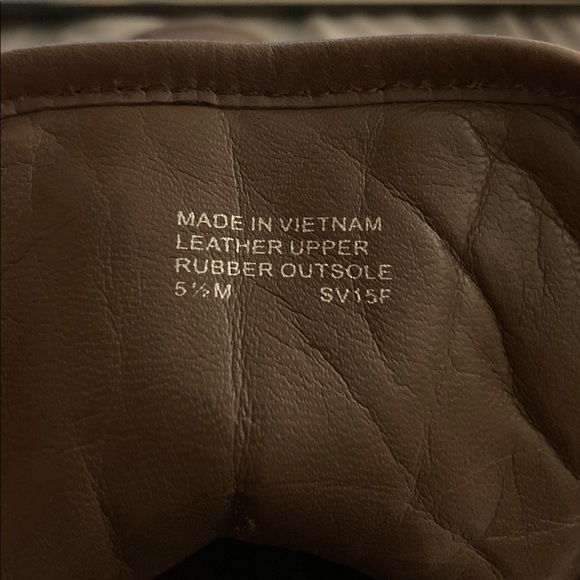 MADE IN VIETNAM
LEATHER UPPER
RUBBER OUTSOLE
5½M SV15F